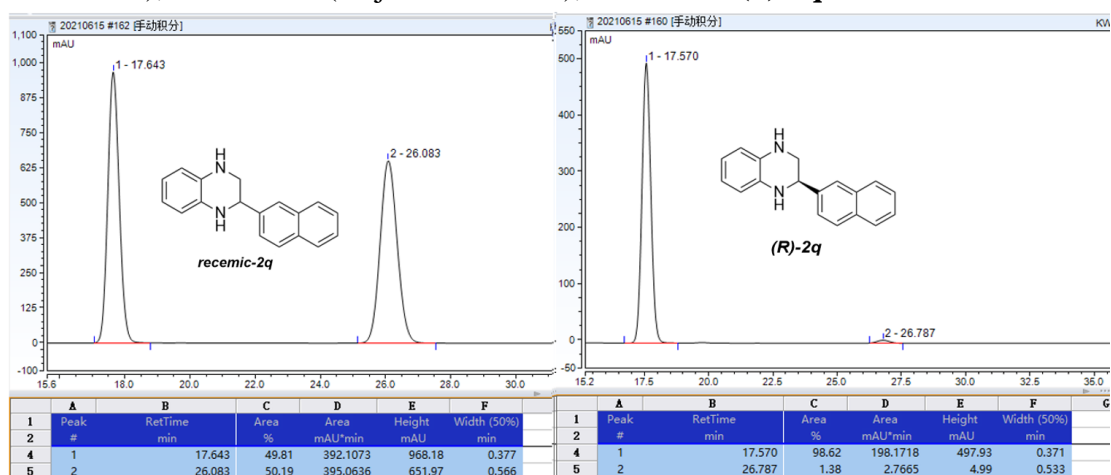 20210615 #162 [手动积分]
mAU
1,100
1,000
875
750
625
500
375
250
125
0
-100
1 - 17.643
2 - 26.083
H
N
N
H
recemic-2q
15.6 18.0 20.0 22.0 24.0 26.0 28.0 30.0
A B C D E F
1 Peak RetTime Area Area Height Width (50%)
2 # min % mAU*min mAU min
4 1 17.643 49.81 392.1073 968.18 0.377
5 2 26.083 50.19 395.0636 651.97 0.566
20210615 #160 [手动积分]
KW
mAU
550
500
400
300
200
100
0
-50
1 - 17.570
2 - 26.787
H
N
N
H
(R)-2q
15.2 17.5 20.0 22.5 25.0 27.5 30.0 32.5 35.0
A B C D E F G
1 Peak RetTime Area Area Height Width (50%)
2 # min % mAU*min mAU min
4 1 17.570 98.62 198.1718 497.93 0.371
5 2 26.787 1.38 2.7665 4.99 0.533